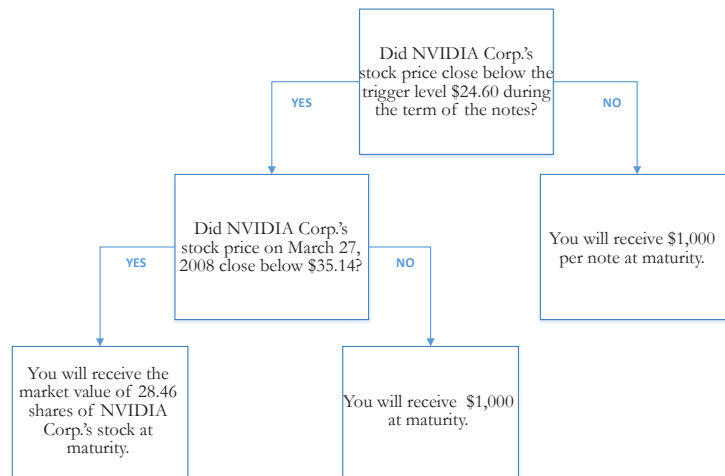 Did NVIDIA Corp.'s
stock price close below the
trigger level $24.60 during
the term of the notes?
YES
NO
Did NVIDIA Corp.'s
stock price on March 27,
2008 close below $35.14?
You will receive $1,000
per note at maturity.
YES
NO
You will receive the
market value of 28.46
shares of NVIDIA
Corp.'s stock at
maturity.
You will receive $1,000
at maturity.